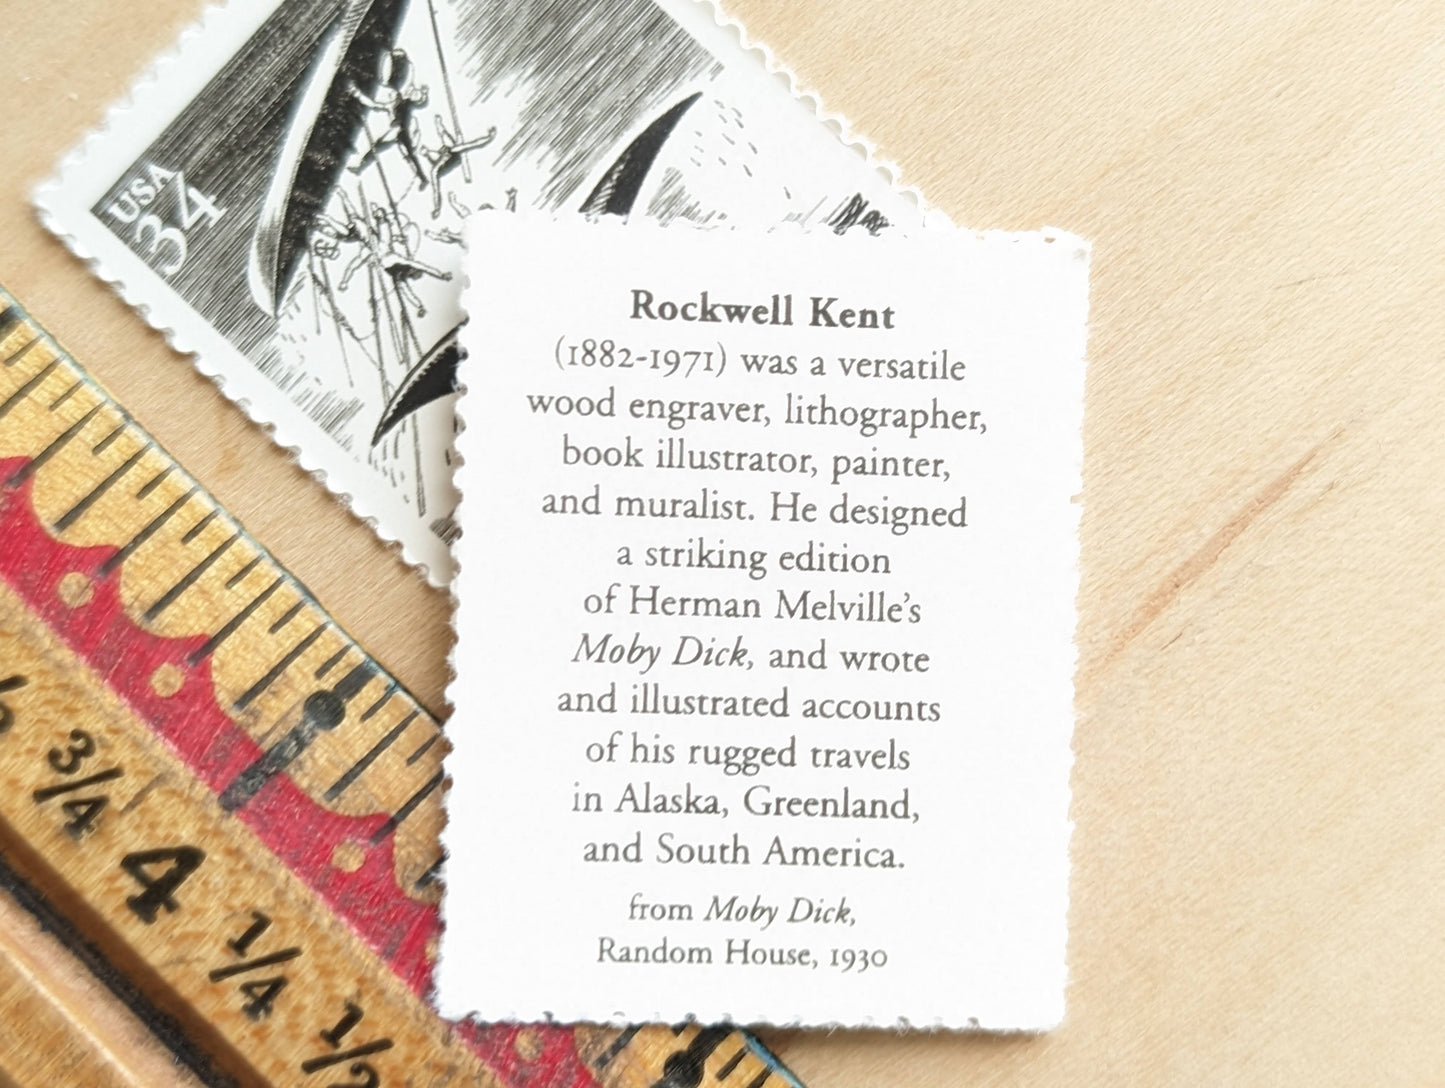 USA
34
Rockwell Kent
(1882-1971) was a versatile
wood engraver, lithographer,
book illustrator, painter,
and muralist. He designed
a striking edition
of Herman Melville’s
Moby Dick, and wrote
and illustrated accounts
of his rugged travels
in Alaska, Greenland,
and South America.
from Moby Dick,
Random House, 1930
3/4
4
1/4
1/2